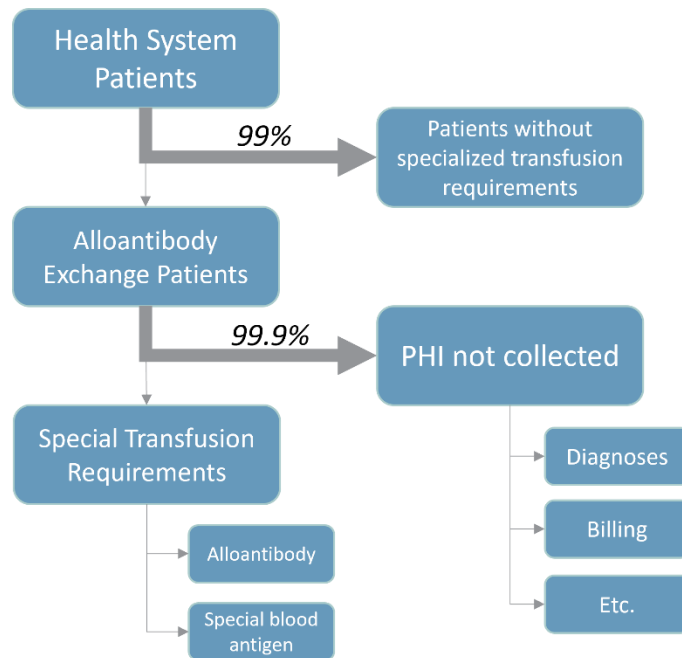 Health System
Patients
99%
Patients without
specialized transfusion
requirements
Alloantibody
Exchange Patients
99.9%
PHI not collected
Special Transfusion
Requirements
Diagnoses
Billing
Alloantibody
Etc.
Special blood
antigen